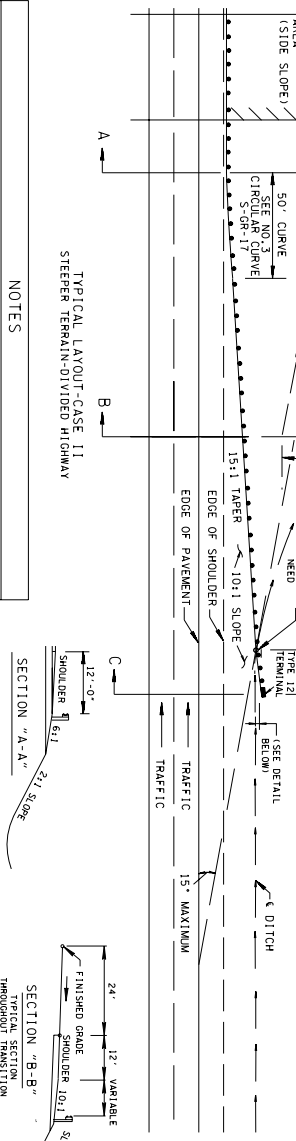 AREA
(SIDE SLOPE)
50' CURVE
SEE NO.3
CIRCULAR CURVE
S-GR-17
NEED
TYPE 12
TERMINAL
(SEE DETAIL
BELOW)
15:1 TAPER
10:1 SLOPE
℄ DITCH
EDGE OF SHOULDER
EDGE OF PAVEMENT
TRAFFIC
TRAFFIC
15° MAXIMUM
A
B
C
TYPICAL LAYOUT-CASE II
STEEPER TERRAIN-DIVIDED HIGHWAY
NOTES
12'-0"
SHOULDER
6:1
2:1 SLOPE
SECTION "A-A"
24'
12'
VARIABLE
SHOULDER
10:1
SL
FINISHED GRADE
SECTION "B-B"
TYPICAL SECTION
THROUGHOUT TRANSITION